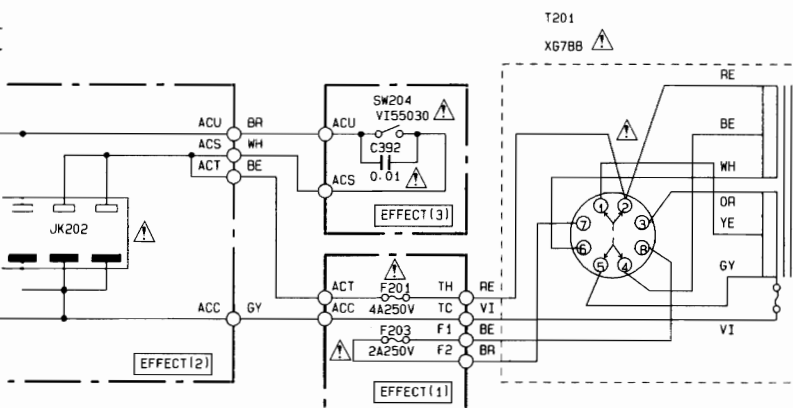 T201
XG788
RE
SW204
VI55030
ACU BR
ACU
ACS WH
C392
BE
ACT BE
0.01
WH
ACS
OR
EFFECT(3)
JK202
YE
1 2
7 3
6 8
5 4
GY
ACT F201 TH RE
ACC GY
ACC 4A250V TC VI
F203 F1 BE
VI
2A250V F2 BR
EFFECT(2)
EFFECT(1)